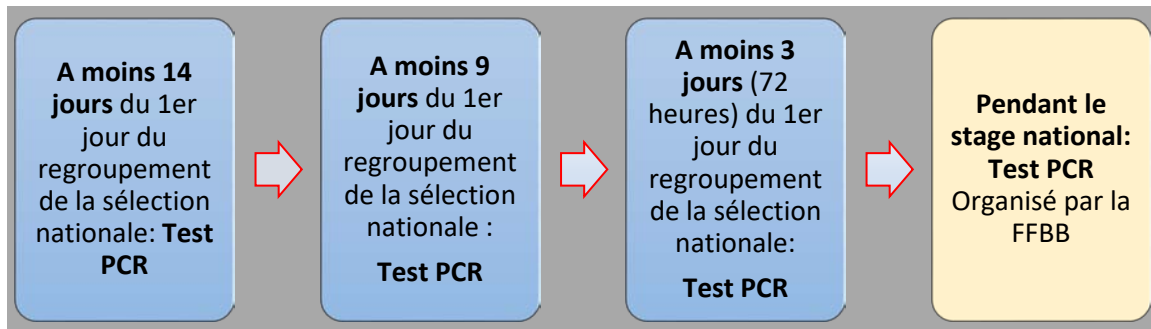 A moins 14
jours du 1er
jour du
regroupement
de la sélection
nationale: Test
PCR
A moins 9
jours du 1er
jour du
regroupement
de la sélection
nationale :
Test PCR
A moins 3
jours (72
heures) du 1er
jour du
regroupement
de la sélection
nationale:
Test PCR
Pendant le
stage national:
Test PCR
Organisé par la
FFBB